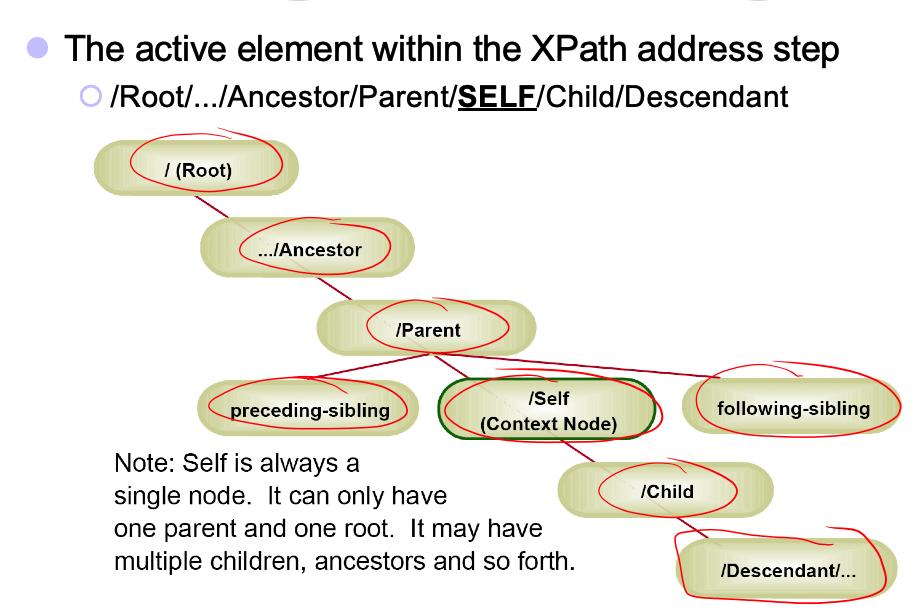 The active element within the XPath address step
/Root/.../Ancestor/Parent/SELF/Child/Descendant
/ (Root)
.../Ancestor
/Parent
preceding-sibling
/Self
(Context Node)
following-sibling
Note: Self is always a
single node. It can only have
one parent and one root. It may have
multiple children, ancestors and so forth.
/Child
/Descendant/...